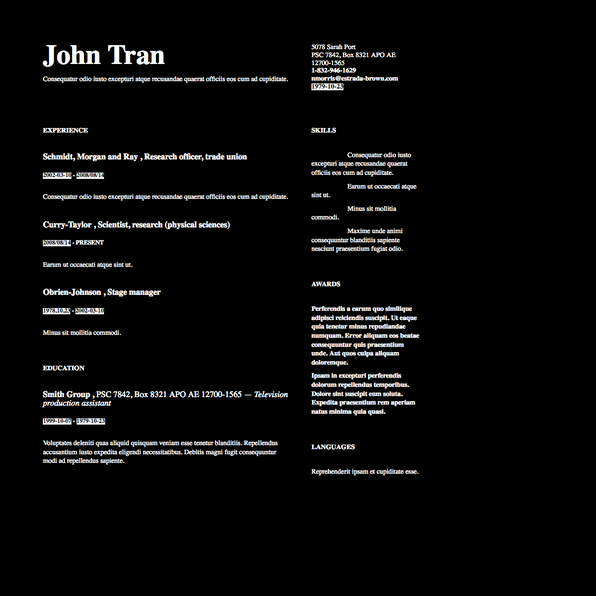 John Tran
Consequatur odio iusto excepturi atque recusandae quaerat officiis eos cum ad cupiditate.
5078 Sarah Port
PSC 7842, Box 8321 APO AE
12700-1565
1-832-946-1629
nmorris@estrada-brown.com
1979-10-23
EXPERIENCE
Schmidt, Morgan and Ray , Research officer, trade union
2002-03-10 - 2008/08/14
Consequatur odio iusto excepturi atque recusandae quaerat officiis eos cum ad cupiditate.
Curry-Taylor , Scientist, research (physical sciences)
2008/08/14 - PRESENT
Earum ut occaecati atque sint ut.
Obrien-Johnson , Stage manager
1978.10.23 - 2002-03-10
Minus sit mollitia commodi.
EDUCATION
Smith Group , PSC 7842, Box 8321 APO AE 12700-1565 — Television
production assistant
1999-10-07 - 1979-10-23
Voluptates deleniti quas aliquid quisquam veniam esse tenetur blanditiis. Repellendus
accusantium iusto expedita eligendi necessitatibus. Debitis magni fugit consequuntur
modi ad repellendus sapiente.
SKILLS
Consequatur odio iusto
excepturi atque recusandae quaerat
officiis eos cum ad cupiditate.
Earum ut occaecati atque
sint ut.
Minus sit mollitia
commodi.
Maxime unde animi
consequuntur blanditiis sapiente
nesciunt praesentium fugiat odio.
AWARDS
Perferendis a earum quo similique
adipisci reiciendis suscipit. Ut eaque
quia tenetur minus repudiandae
numquam. Error aliquam eos beatae
consequuntur quis praesentium
unde. Aut quos culpa aliquam
doloremque.
Ipsam in excepturi perferendis
dolorum repellendus temporibus.
Dolore sint suscipit eum soluta.
Expedita praesentium rem aperiam
natus minima quia quasi.
LANGUAGES
Reprehenderit ipsam et cupiditate esse.